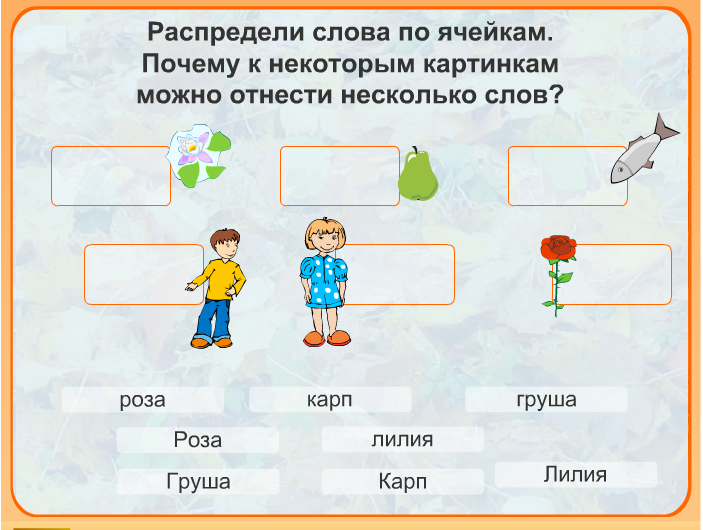 Распредели слова по ячейкам.
Почему к некоторым картинкам
можно отнести несколько слов?
роза
карп
груша
Роза
лилия
Груша
Карп
Лилия